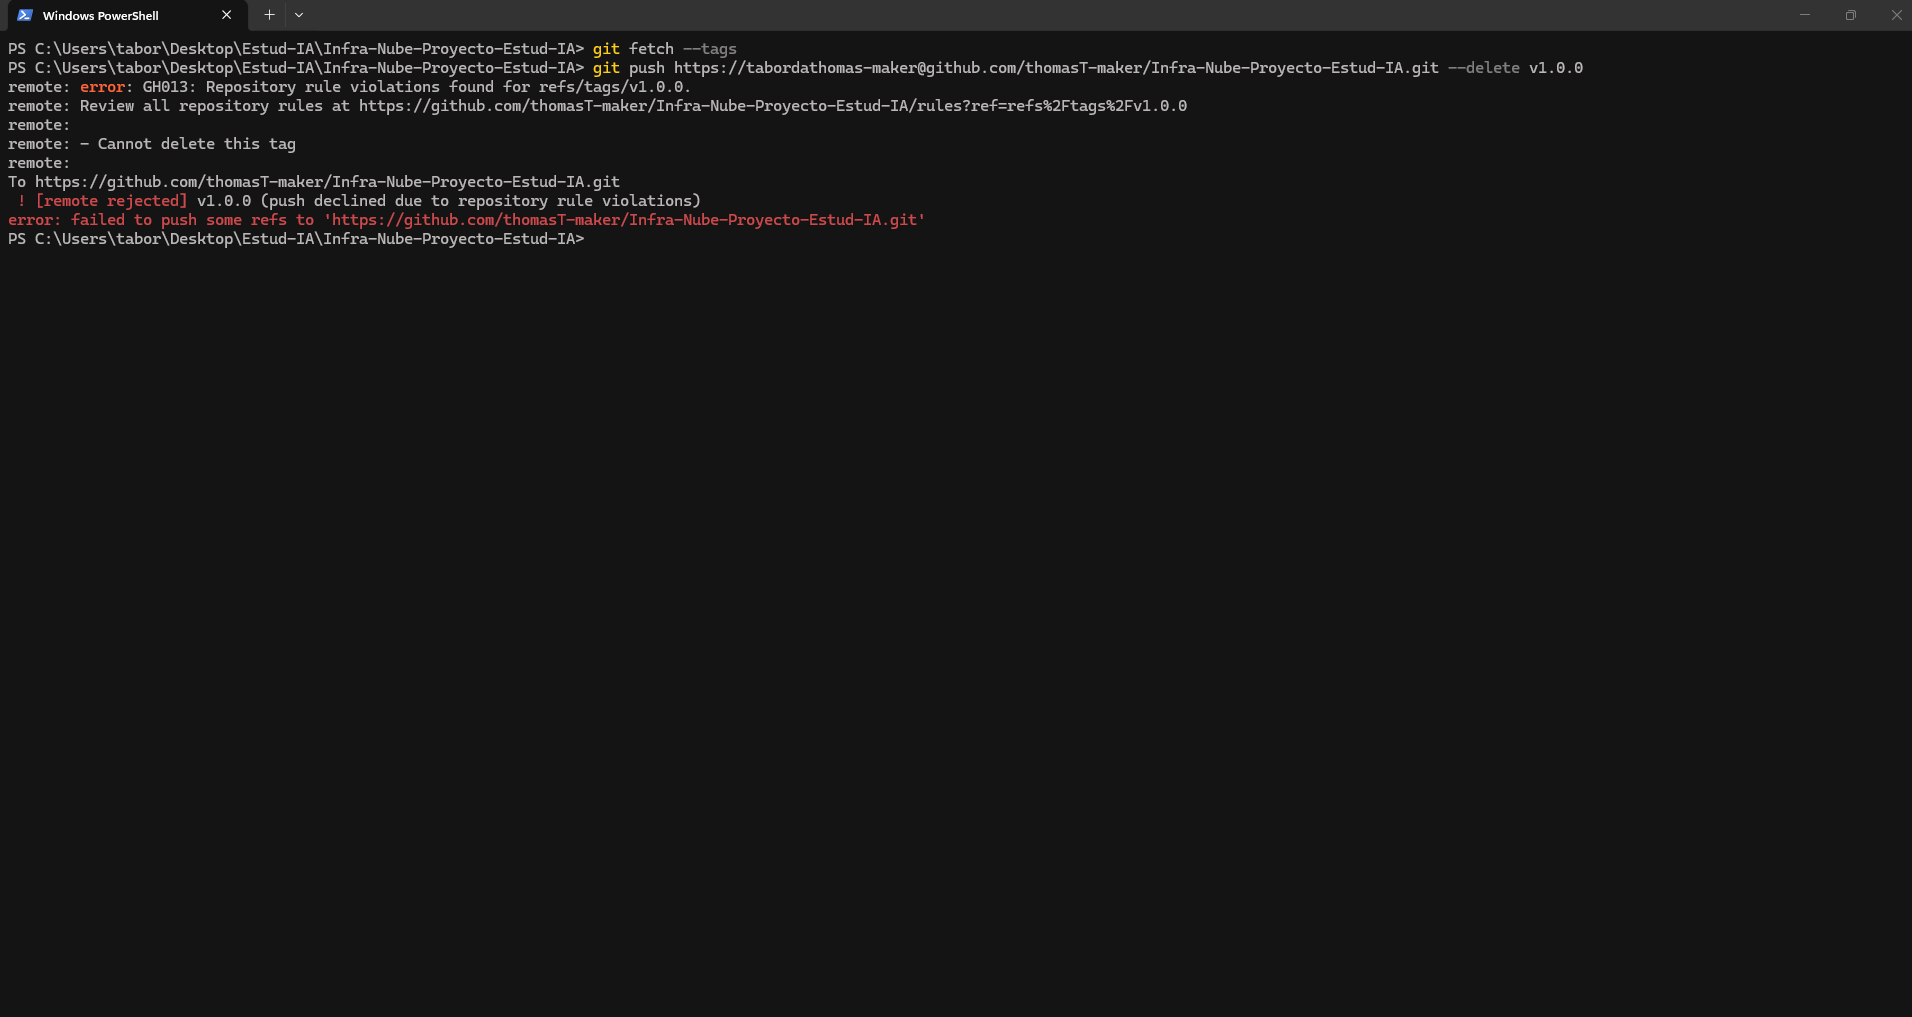 Windows PowerShell
PS C:\Users\tabor\Desktop\Estud-IA\Infra-Nube-Proyecto-Estud-IA> git fetch --tags
PS C:\Users\tabor\Desktop\Estud-IA\Infra-Nube-Proyecto-Estud-IA> git push https://tabordathomas-maker@github.com/thomasT-maker/Infra-Nube-Proyecto-Estud-IA.git --delete v1.0.0
remote: error: GH013: Repository rule violations found for refs/tags/v1.0.0.
remote: Review all repository rules at https://github.com/thomasT-maker/Infra-Nube-Proyecto-Estud-IA/rules?ref=refs%2Ftags%2Fv1.0.0
remote:
remote: - Cannot delete this tag
remote:
To https://github.com/thomasT-maker/Infra-Nube-Proyecto-Estud-IA.git
 ! [remote rejected] v1.0.0 (push declined due to repository rule violations)
error: failed to push some refs to 'https://github.com/thomasT-maker/Infra-Nube-Proyecto-Estud-IA.git'
PS C:\Users\tabor\Desktop\Estud-IA\Infra-Nube-Proyecto-Estud-IA>